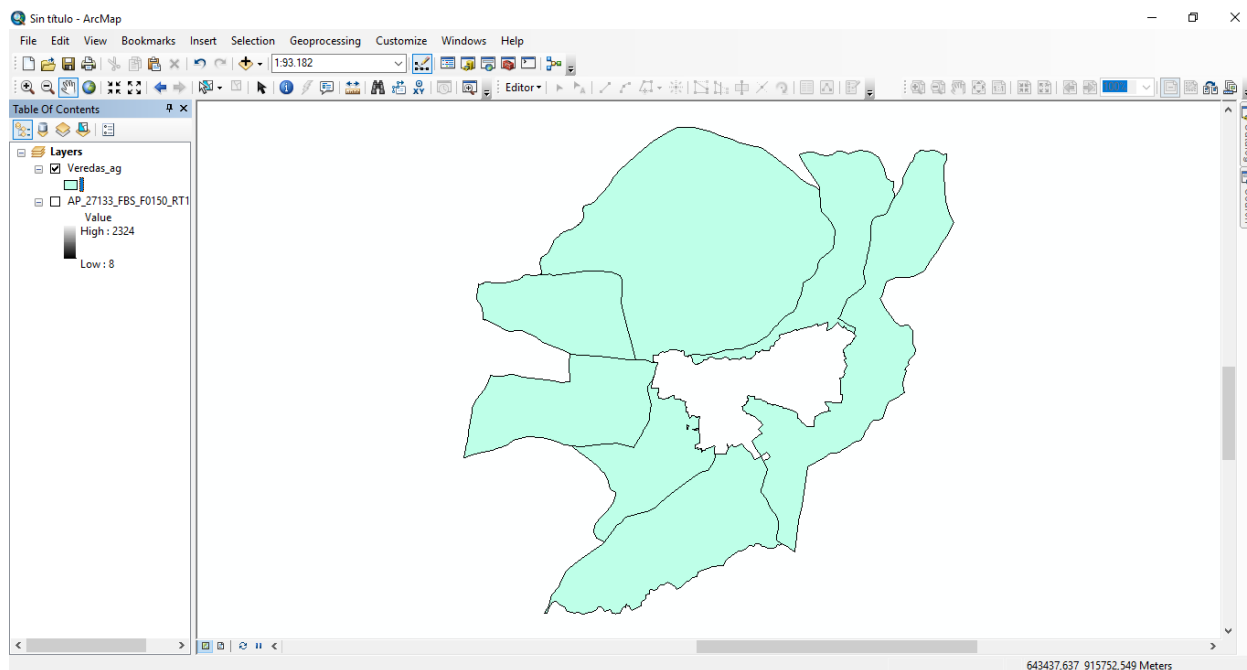 Sin título - ArcMap
File Edit View Bookmarks Insert Selection Geoprocessing Customize Windows Help
1:93.182
Editor
Table Of Contents
Layers
Veredas_ag
AP_27133_FBS_F0150_RT1
Value
High : 2324
Low : 8
643437.637 915752.549 Meters